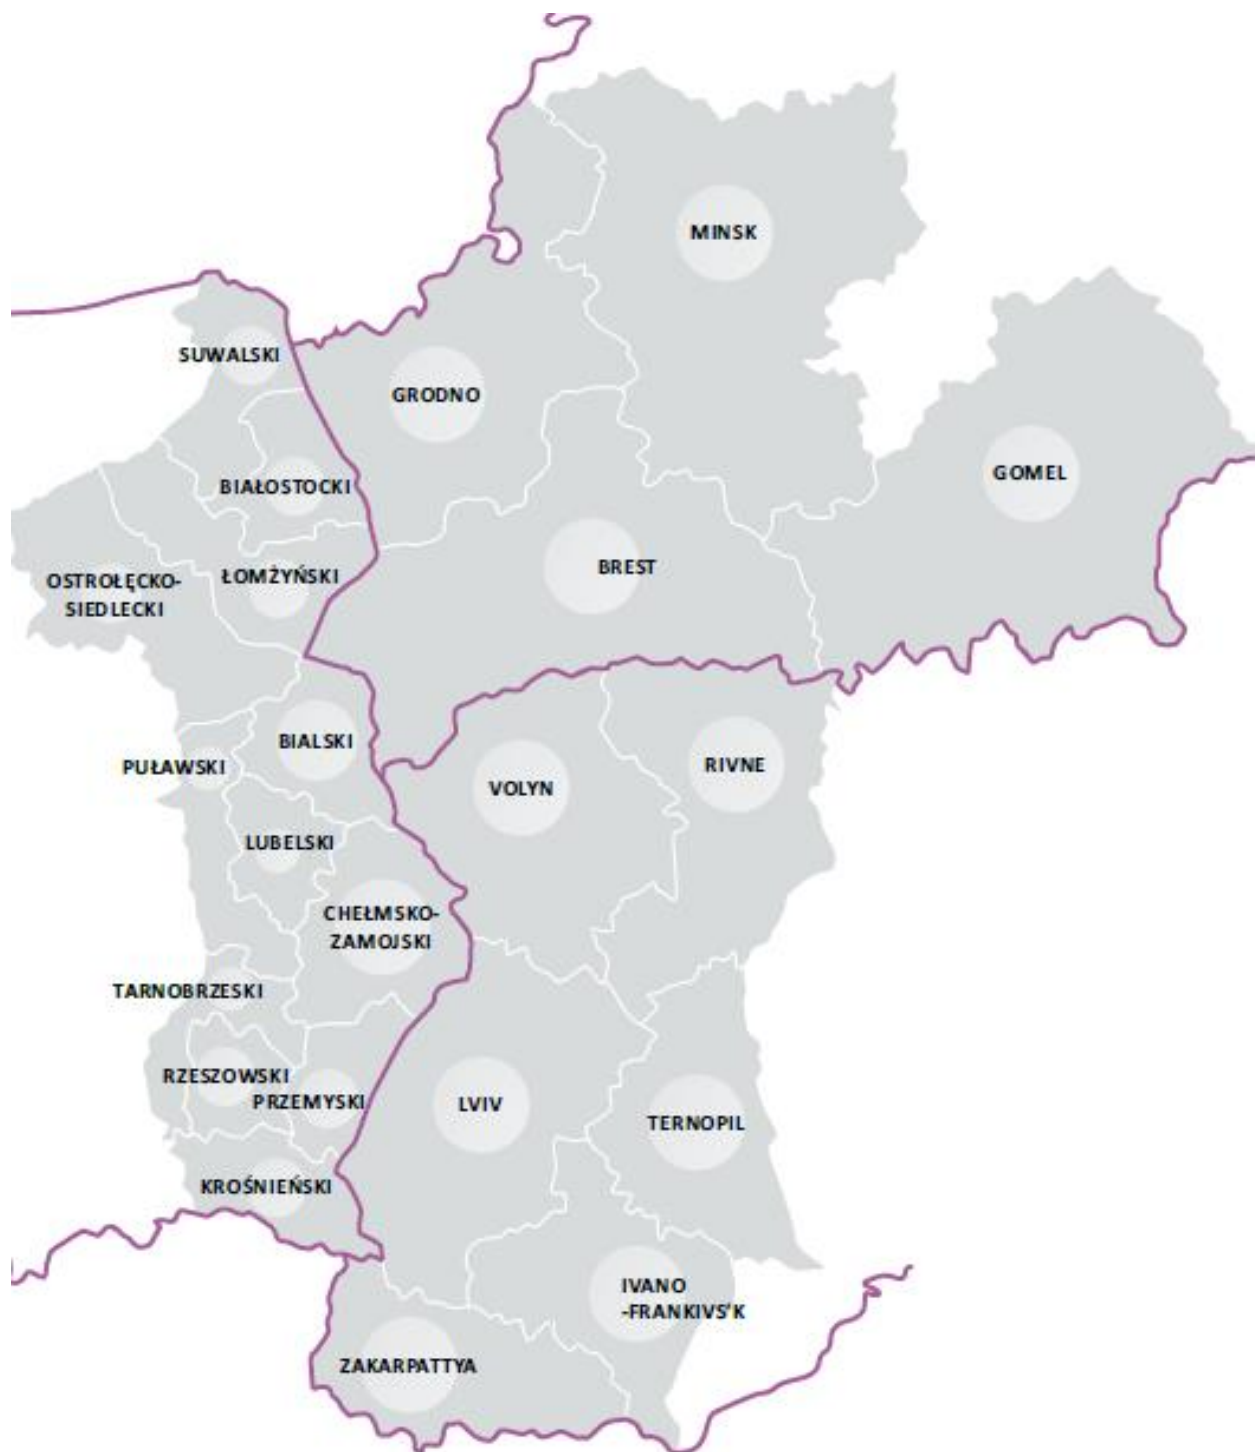 MINSK
SUWALSKI
GRODNO
GOMEL
BIAŁOSTOCKI
BREST
ŁOMŻYŃSKI
OSTROŁĘCKO-
SIEDLECKI
BIALSKI
PUŁAWSKI
RIVNE
VOLYN
LUBELSKI
CHEŁMSKO-
ZAMOJSKI
TARNOBRZESKI
RZESZOWSKI
PRZEMYSKI
LVIV
TERNOPIL
KROŚNIEŃSKI
IVANO
-FRANKIVS'K
ZAKARPATTYA